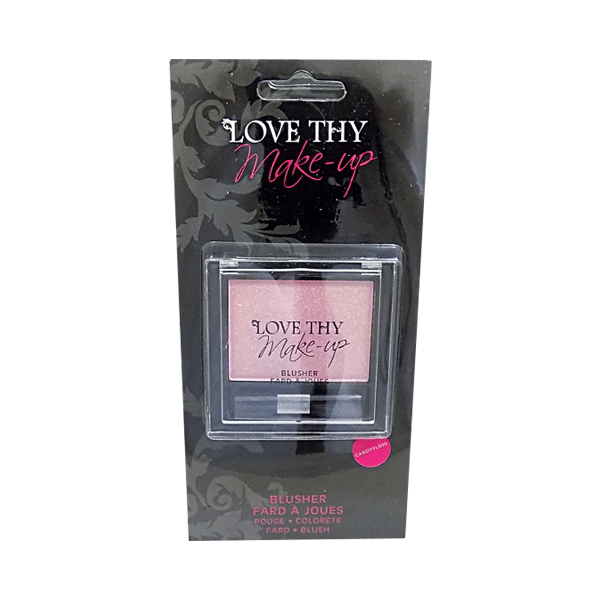 LOVE THY
Make-up
LOVE THY
Make-up
BLUSHER
FARD À JOUES
CANDYFLOSS
BLUSHER
FARD À JOUES
ROUGE • COLORETE
FARD • BLUSH